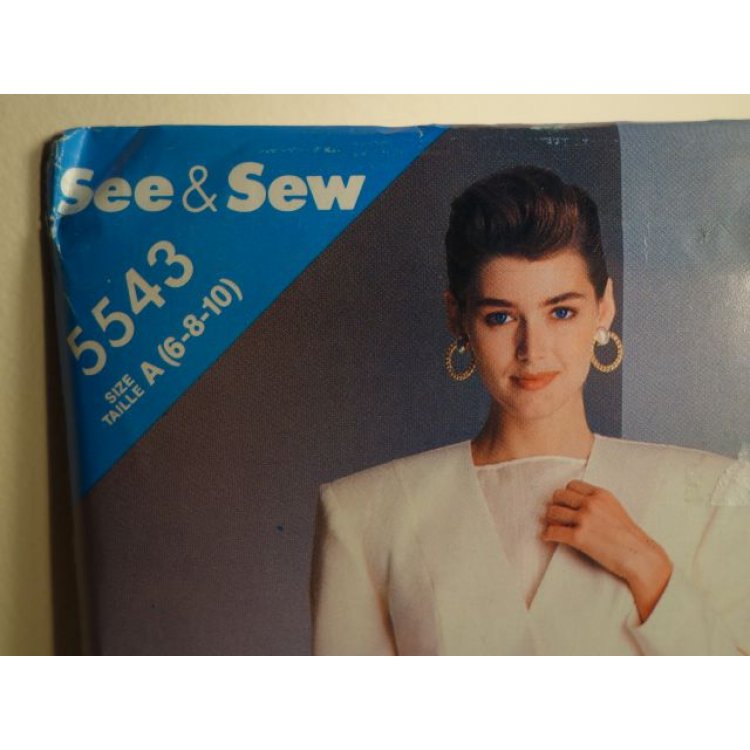 See & Sew
5543
SIZE
TAILLE A (6-8-10)